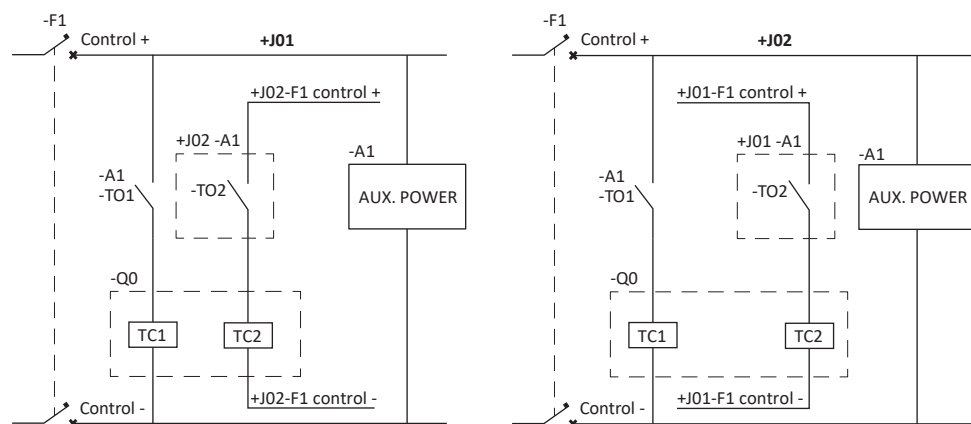 -F1
Control +
+J01
+J02-F1 control +
+J02 -A1
-A1
-A1
-TO1
-TO2
AUX. POWER
-Q0
TC1
TC2
+J02-F1 control -
Control -
-F1
Control +
+J02
+J01-F1 control +
+J01 -A1
-A1
-A1
-TO1
-TO2
AUX. POWER
-Q0
TC1
TC2
+J01-F1 control -
Control -